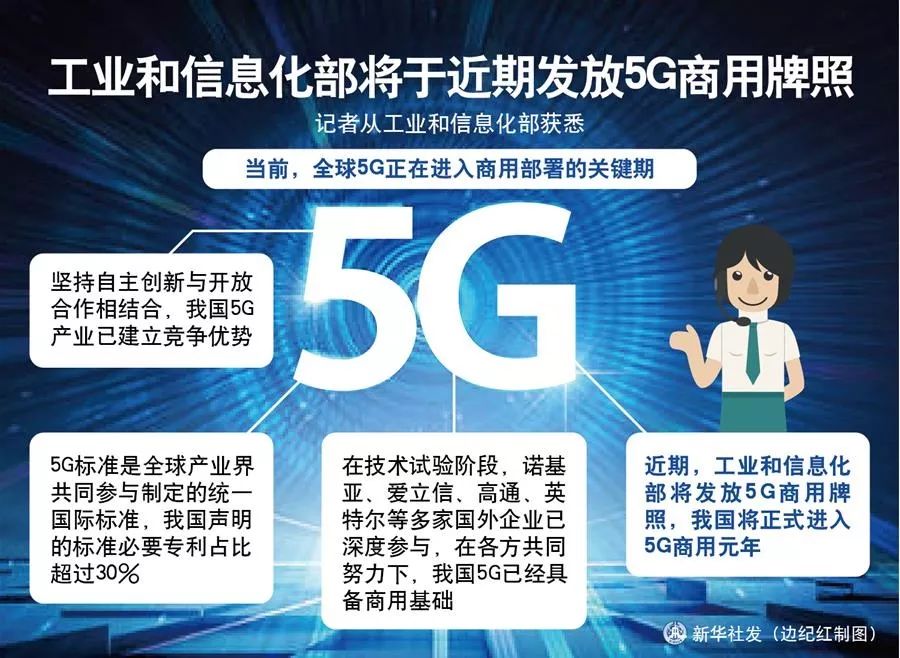 工业和信息化部将于近期发放5G商用牌照
记者从工业和信息化部获悉
当前，全球5G正在进入商用部署的关键期
5G
坚持自主创新与开放
合作相结合，我国5G
产业已建立竞争优势
5G标准是全球产业界
共同参与制定的统一
国际标准，我国声明
的标准必要专利占比
超过30%
在技术试验阶段，诺基
亚、爱立信、高通、英
特尔等多家国外企业已
深度参与，在各方共同
努力下，我国5G已经具
备商用基础
近期，工业和信息化
部将发放5G商用牌
照，我国将正式进入
5G商用元年
新华社发（边纪红制图）